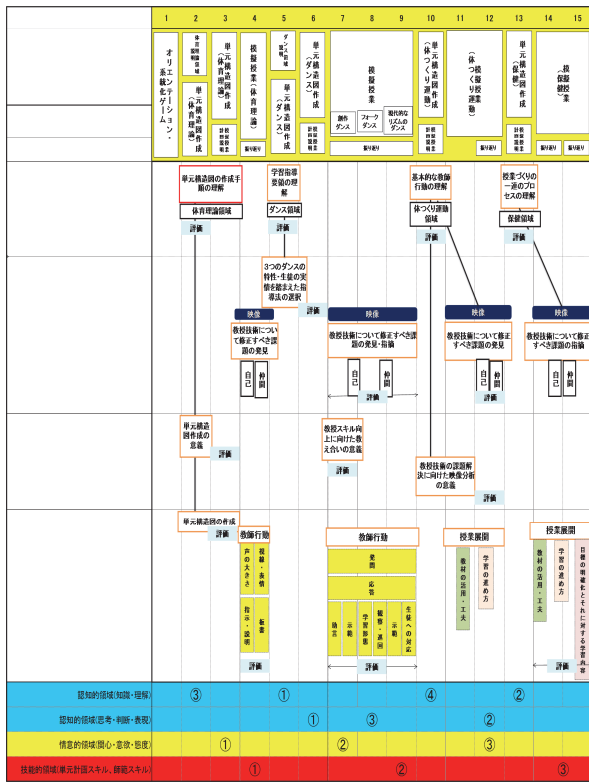 1 2 3 4 5 6 7 8 9 10 11 12 13 14 15
オリエンテーション・
系統化ゲーム
体育理論領域
説明
単元構造図作成
(体育理論)
単元構造図作成
(体育理論)
模擬授業(体育理論)
振り返り
ダンス領域
説明
単元構造図作成
(ダンス)
単元構造図作成
(ダンス)
模擬授業
創作
ダンス
フォーク
ダンス
現代的な
リズムの
ダンス
振り返り
単元構造図作成
(体つくり運動)
模擬授業
(体つくり運動)
振り返り
単元構造図作成
(保健)
模擬授業
(保健)
振り返り
振り返り
単元構造図の作成手
順の理解
体育理論領域
評価
学習指導
要領の理
解
ダンス領域
評価
基本的な教師
行動の理解
体つくり運動
領域
評価
授業づくりの
一連のプロ
セスの理解
保健領域
評価
3つのダンスの
特性・生徒の実
情を踏まえた指
導法の選択
評価
映像
教授技術につい
て修正すべき課
題の発見
自己
仲間
映像
教授技術について修正すべき課
題の発見・指摘
自己
仲間
評価
映像
教授技術について修正
すべき課題の発見
自己
仲間
評価
映像
教授技術について修正
すべき課題の指摘
自己
仲間
単元構造
図作成の
意義
評価
教授スキル向
上に向けた教
え合いの意義
評価
教授技術の課題解
決に向けた映像分析
の意義
評価
単元構造図の作成
評価
教師行動
声の大きさ
視線・表情
指示・説明
板書
評価
教師行動
発問
応答
助言
示範
学習形態
観察・巡回
示範
生徒への対応
評価
授業展開
教材の活用・工夫
学習の進め方
授業展開
教材の活用・工夫
学習の進め方
目標の明確化とそれに対する学習内容
評価
認知的領域(知識・理解) ③ ① ④ ②
認知的領域(思考・判断・表現) ① ③ ②
情意的領域(関心・意欲・態度) ① ② ③
技能的領域(単元計画スキル、師範スキル) ① ② ③